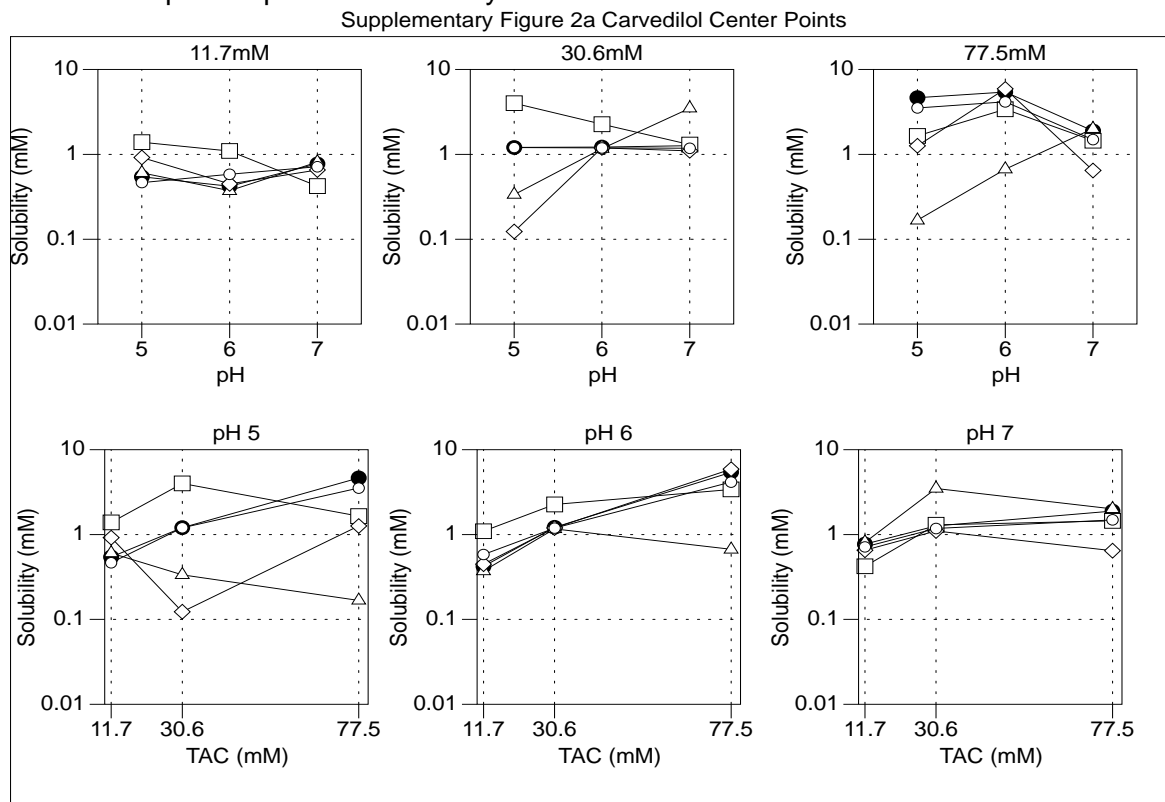 Supplementary Figure 2a Carvedilol Center Points
11.7mM
30.6mM
77.5mM
Solubility (mM)
10
1
0.1
0.01
5
6
7
pH
Solubility (mM)
10
1
0.1
0.01
5
6
7
pH
Solubility (mM)
10
1
0.1
0.01
5
6
7
pH
pH 5
pH 6
pH 7
Solubility (mM)
10
1
0.1
0.01
11.7
30.6
77.5
TAC (mM)
Solubility (mM)
10
1
0.1
0.01
11.7
30.6
77.5
TAC (mM)
Solubility (mM)
10
1
0.1
0.01
11.7
30.6
77.5
TAC (mM)